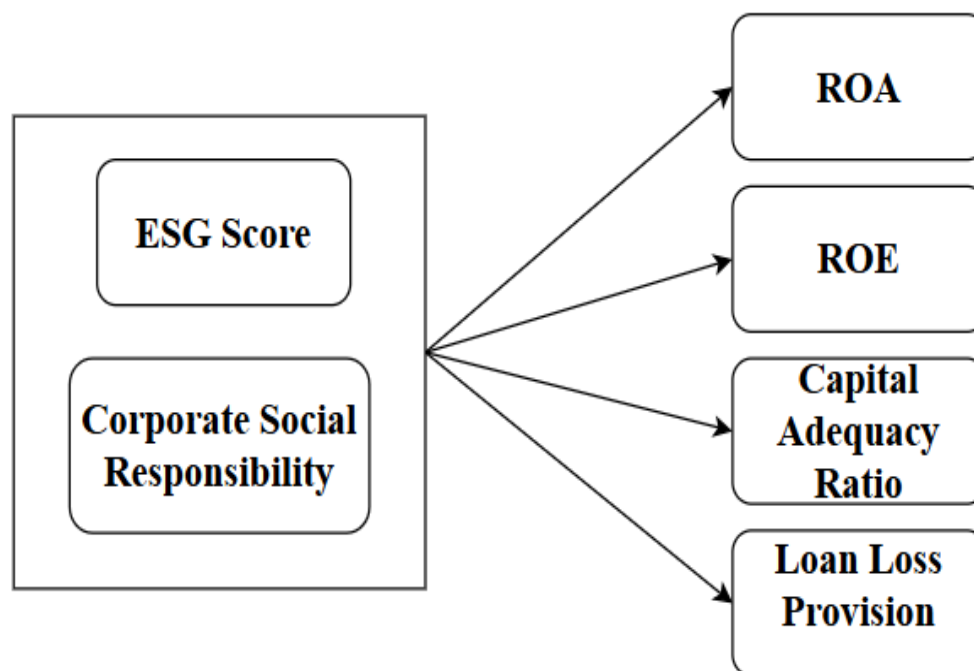 ESG Score
Corporate Social
Responsibility
ROA
ROE
Capital
Adequacy
Ratio
Loan Loss
Provision